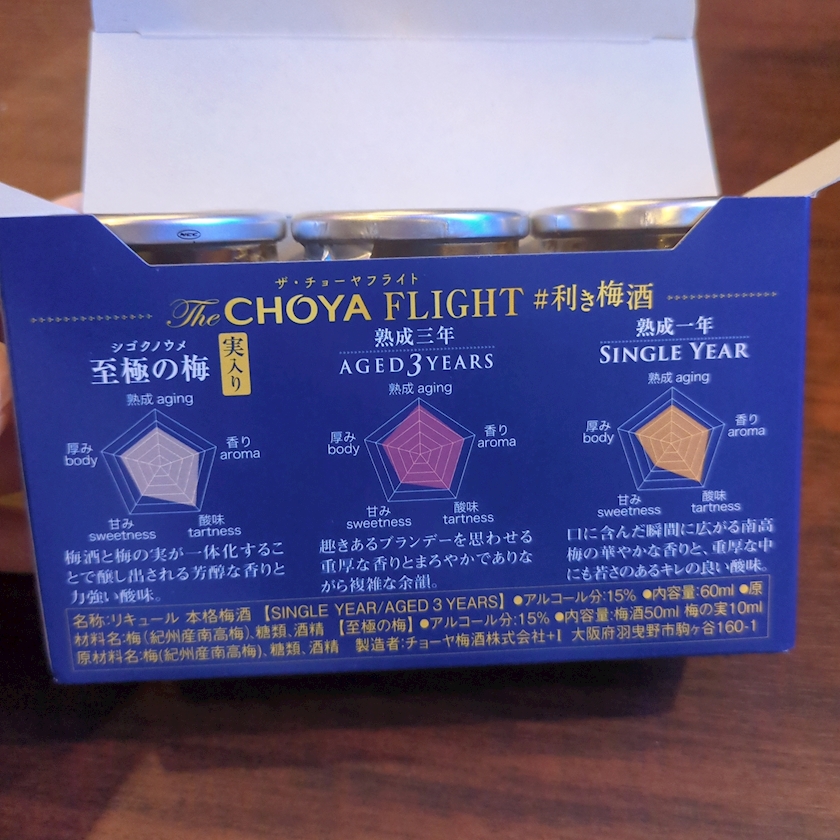 ザ・チョーヤフライト
The CHOYA FLIGHT #利き梅酒
シゴクノウメ
至極の梅
実入り
熟成 aging
香り
aroma
酸味
tartness
甘み
sweetness
厚み
body
梅酒と梅の実が一体化するこ
とで醸し出される芳醇な香りと
力強い酸味。
熟成三年
AGED 3 YEARS
熟成 aging
香り
aroma
酸味
tartness
甘み
sweetness
厚み
body
趣きあるブランデーを思わせる
重厚な香りとまろやかでありな
がら複雑な余韻。
熟成一年
SINGLE YEAR
熟成 aging
香り
aroma
酸味
tartness
甘み
sweetness
厚み
body
口に含んだ瞬間に広がる南高
梅の華やかな香りと、重厚な中
にも若さのあるキレの良い酸味。
名称:リキュール 本格梅酒 【SINGLE YEAR/AGED 3 YEARS】 ●アルコール分:15% ●内容量:60ml ●原
材料名:梅(紀州産南高梅)、糖類、酒精 【至極の梅】 ●アルコール分:15% ●内容量:梅酒50ml 梅の実10ml
原材料名:梅(紀州産南高梅)、糖類、酒精 製造者:チョーヤ梅酒株式会社+I 大阪府羽曳野市駒ヶ谷160-1